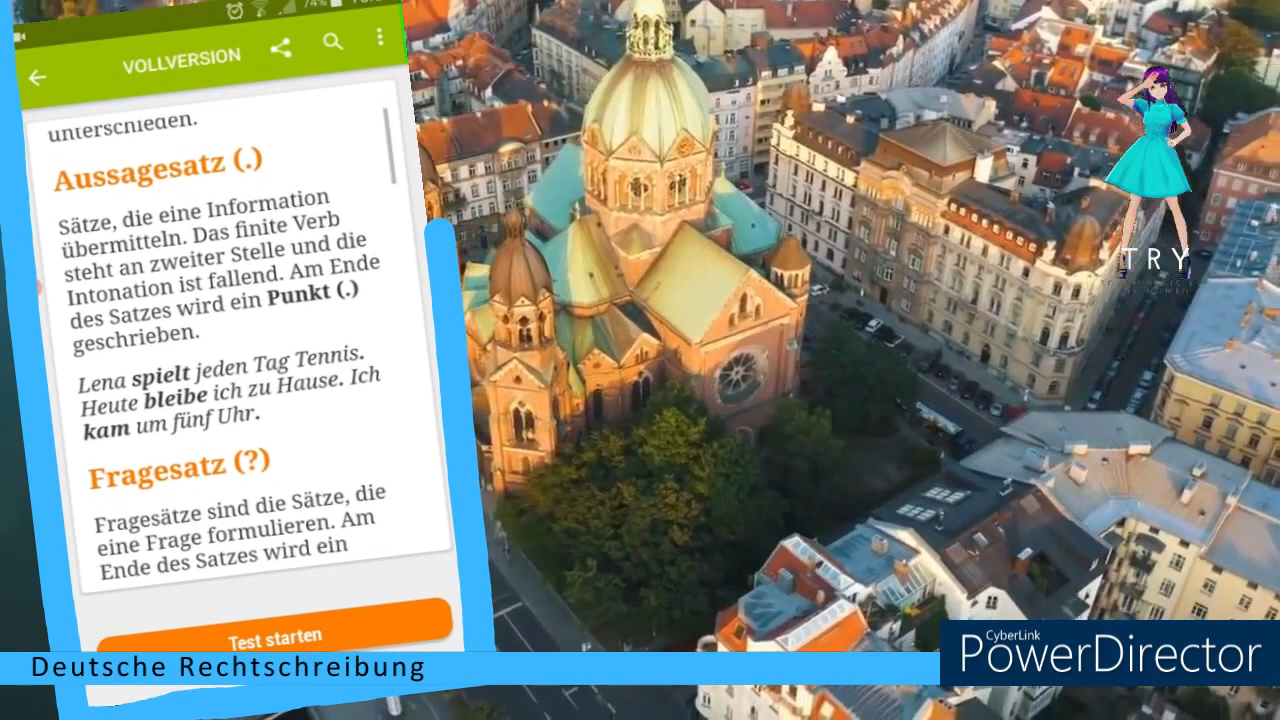 74%
VOLLVERSION
unterschieden.
Aussagesatz (.)
Sätze, die eine Information
übermitteln. Das finite Verb
steht an zweiter Stelle und die
Intonation ist fallend. Am Ende
des Satzes wird ein Punkt (.)
geschrieben.
Lena spielt jeden Tag Tennis.
Heute bleibe ich zu Hause. Ich
kam um fünf Uhr.
Fragesatz (?)
Fragesätze sind die Sätze, die
eine Frage formulieren. Am
Ende des Satzes wird ein
Test starten
Deutsche Rechtschreibung
TRY
CyberLink
PowerDirector